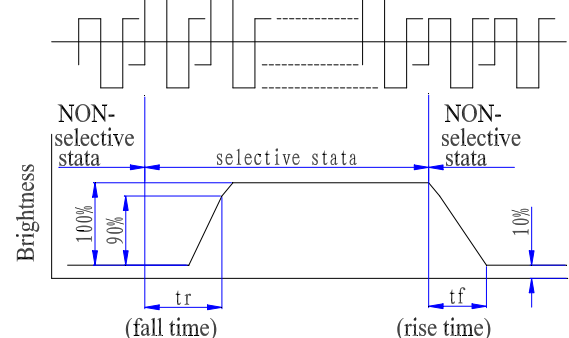 NON-
selective
stata
selective stata
NON-
selective
stata
Brightness
100%
90%
10%
tr
(fall time)
tf
(rise time)